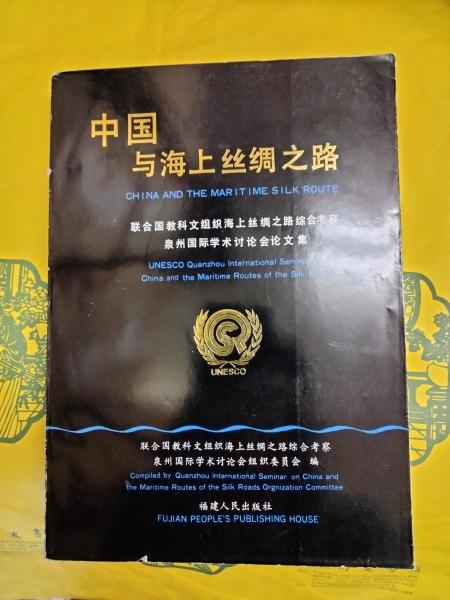 中国
与海上丝绸之路
CHINA AND THE MARITIME SILK ROUTE
联合国教科文组织海上丝绸之路综合考察
泉州国际学术讨论会论文集
UNESCO Quanzhou International
China and the Maritime Routes of the Silk
UNESCO
联合国教科文组织海上丝绸之路综合考察
泉州国际学术讨论会组织委员会 编
Compiled by Quanzhou International Seminar on China and
the Maritime Routes of the Silk Roads Orgnization Committee
福建人民出版社
FUJIAN PEOPLE'S PUBLISHING HOUSE